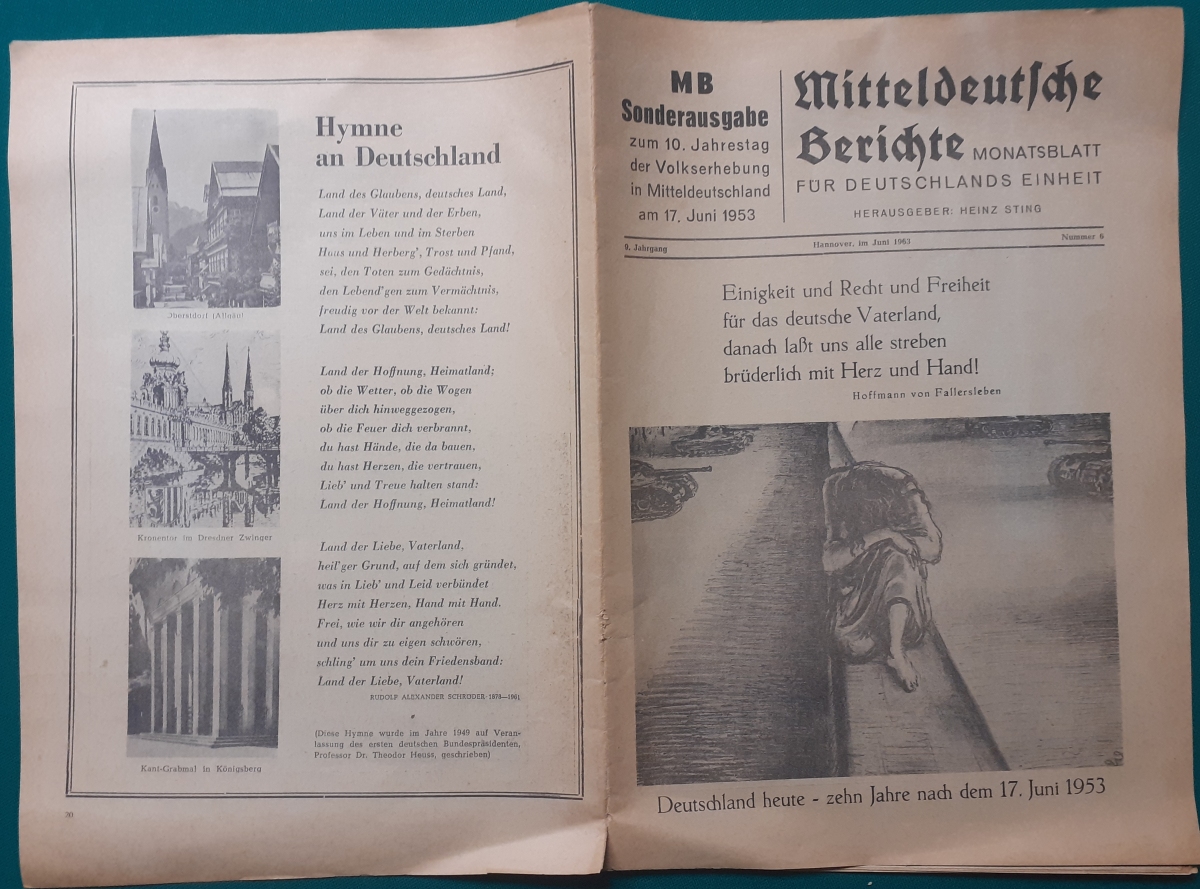 Hymne
an Deutschland
Land des Glaubens, deutsches Land,
Land der Väter und der Erben,
uns im Leben und im Sterben
Haus und Herberg', Trost und Pfand,
sei, den Toten zum Gedächtnis,
den Lebend'gen zum Vermächtnis,
freudig vor der Welt bekannt:
Land des Glaubens, deutsches Land!
Land der Hoffnung, Heimatland;
ob die Wetter, ob die Wogen
über dich hinweggezogen,
ob die Feuer dich verbrannt,
du hast Hände, die da bauen,
du hast Herzen, die vertrauen,
Lieb' und Treue halten stand:
Land der Hoffnung, Heimatland!
Land der Liebe, Vaterland,
heil'ger Grund, auf dem sich gründet,
was in Lieb' und Leid verbündet
Herz mit Herzen, Hand mit Hand.
Frei, wie wir dir angehören
und uns dir zu eigen schwören,
schling' um uns dein Friedensband:
Land der Liebe, Vaterland!
RUDOLF ALEXANDER SCHRÖDER 1878—1961
(Diese Hymne wurde im Jahre 1949 auf Veran-
lassung des ersten deutschen Bundespräsidenten,
Professor Dr. Theodor Heuss, geschrieben)
Oberstdorf (Allgäu)
Kronentor im Dresdner Zwinger
Kant-Grabmal in Königsberg
30
MB
Sonderausgabe
zum 10. Jahrestag
der Volkserhebung
in Mitteldeutschland
am 17. Juni 1953
Mitteldeutsche
Berichte MONATSBLATT
FÜR DEUTSCHLANDS EINHEIT
HERAUSGEBER: HEINZ STING
9. Jahrgang Hannover, im Juni 1963 Nummer 6
Einigkeit und Recht und Freiheit
für das deutsche Vaterland,
danach laßt uns alle streben
brüderlich mit Herz und Hand!
Hoffmann von Fallersleben
Deutschland heute - zehn Jahre nach dem 17. Juni 1953